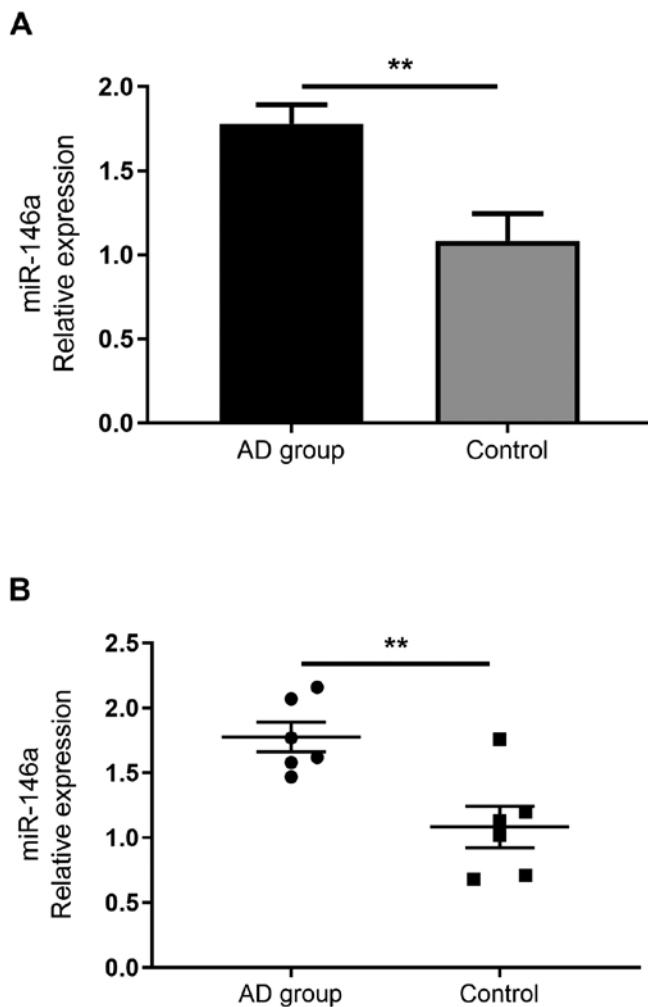 A
**
2.0
1.5
1.0
0.5
0.0
miR-146a
Relative expression
AD group
Control
B
**
2.5
2.0
1.5
1.0
0.5
0.0
miR-146a
Relative expression
AD group
Control